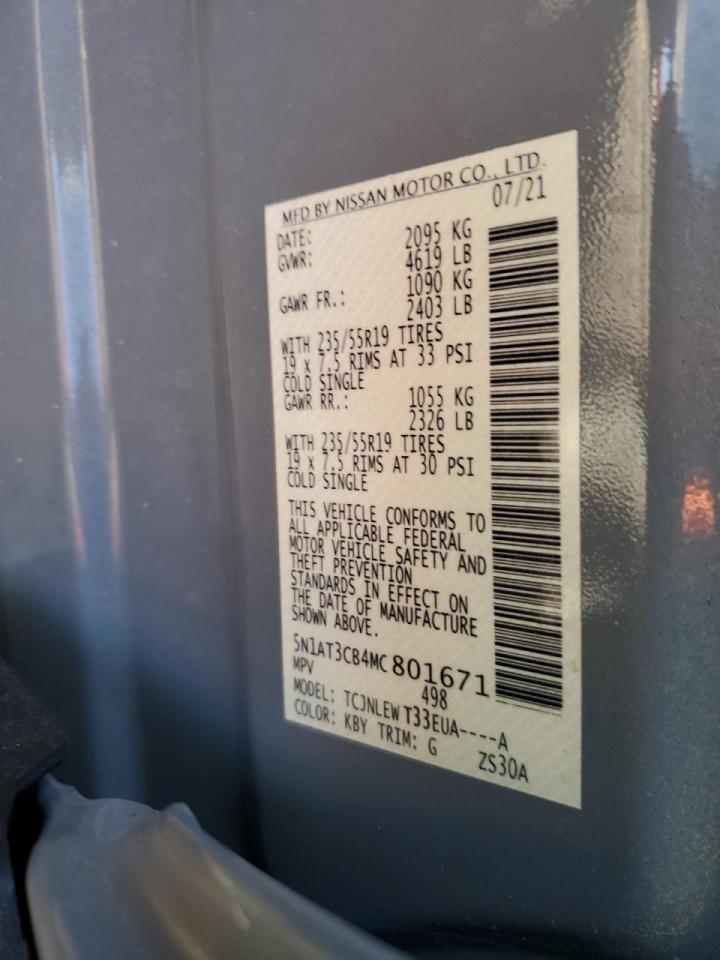 MFD BY NISSAN MOTOR CO., LTD.
DATE: 07/21
GVWR: 2095 KG
4619 LB
GAWR FR.: 1090 KG
2403 LB
WITH 235/55R19 TIRES
19 x 7.5 RIMS AT 33 PSI
COLD SINGLE
GAWR RR.: 1055 KG
2326 LB
WITH 235/55R19 TIRES
19 x 7.5 RIMS AT 30 PSI
COLD SINGLE
THIS VEHICLE CONFORMS TO
ALL APPLICABLE FEDERAL
MOTOR VEHICLE SAFETY AND
THEFT PREVENTION
STANDARDS IN EFFECT ON
THE DATE OF MANUFACTURE
SHOWN ABOVE.
5N1AT3CB4MC801671
MPV 498
MODEL: TCJNLEW T33EUA----A
COLOR: KBY TRIM: G ZS30A